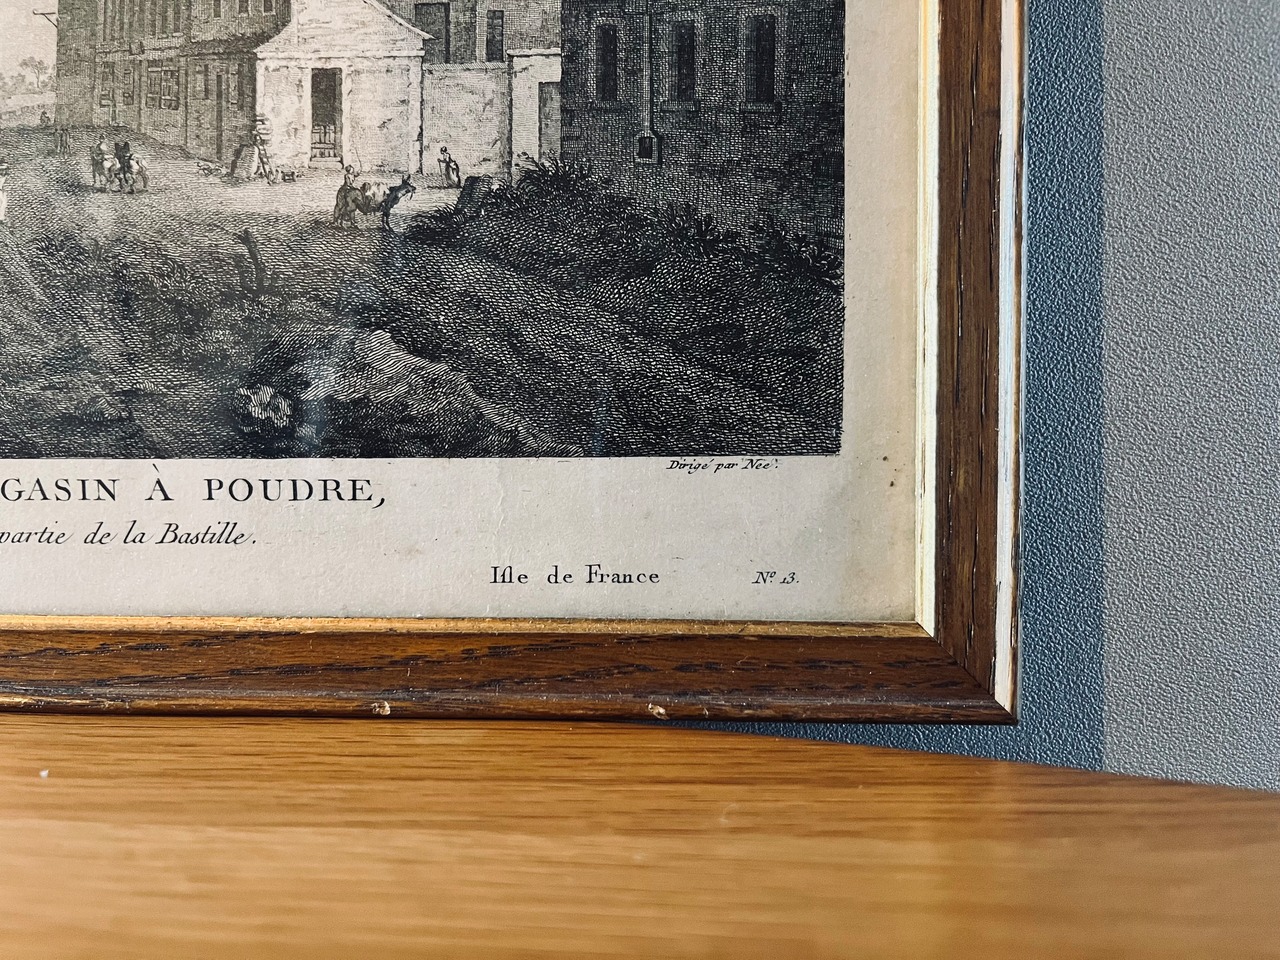 Dirigé par Née.
GASIN À POUDRE,
partie de la Bastille.
Isle de France
Nº 13.